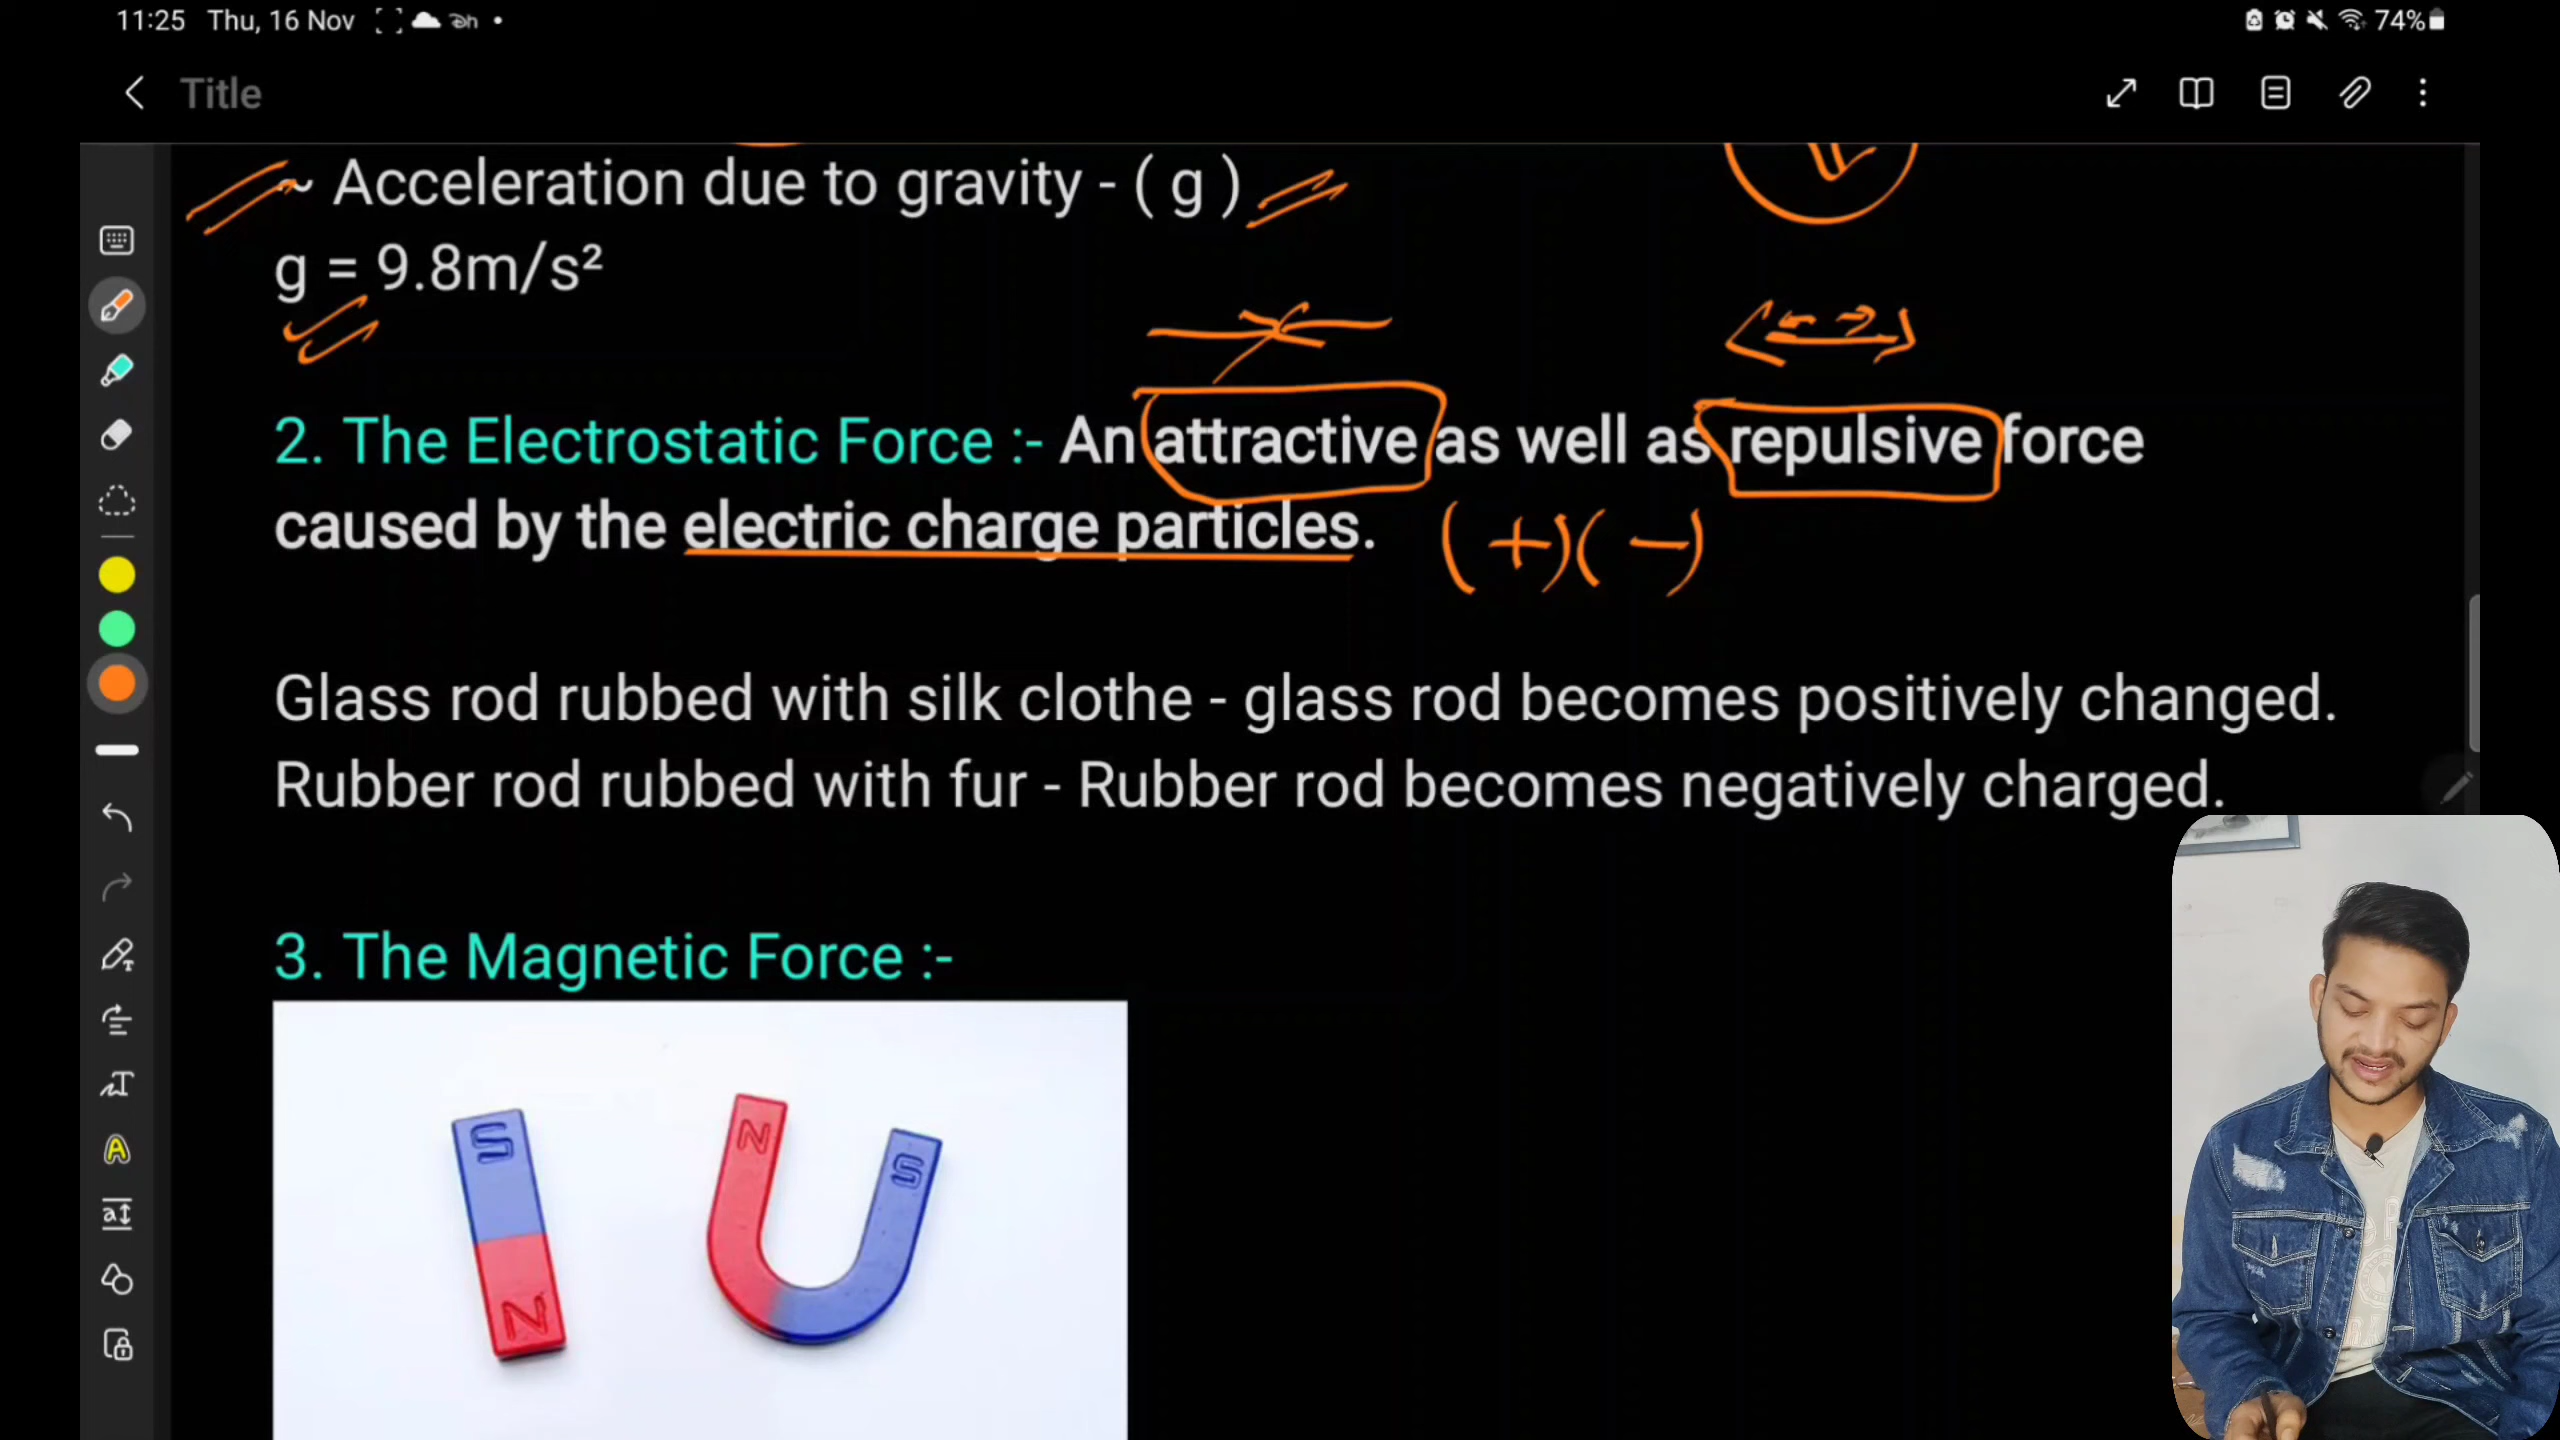 11:25 Thu, 16 Nov
74%
Title
~ Acceleration due to gravity - ( g )
g = 9.8m/s²
2. The Electrostatic Force :- An attractive as well as repulsive force
caused by the electric charge particles. (+)(-)
Glass rod rubbed with silk clothe - glass rod becomes positively changed.
Rubber rod rubbed with fur - Rubber rod becomes negatively charged.
3. The Magnetic Force :-
S
N
N
S